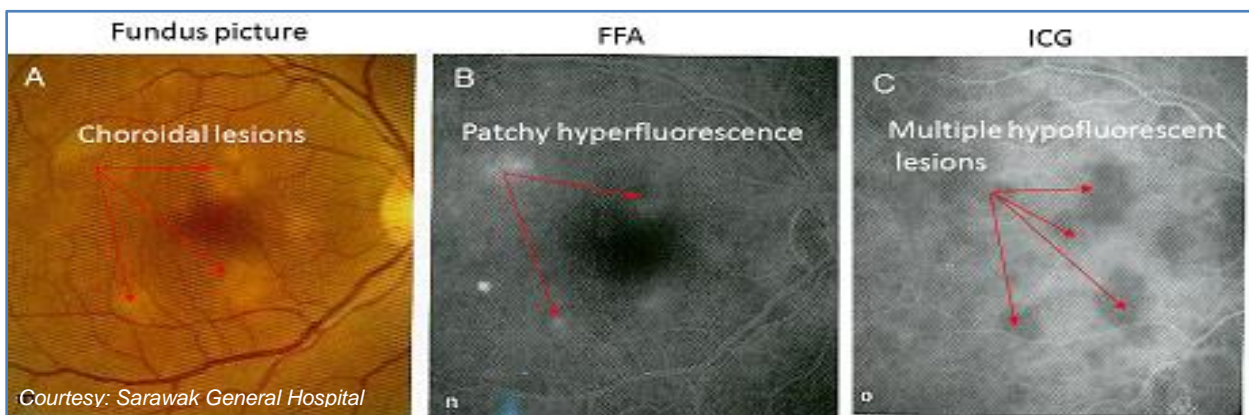 Fundus picture
FFA
ICG
A
B
C
Choroidal lesions
Patchy hyperfluorescence
Multiple hypofluorescent
lesions
Courtesy: Sarawak General Hospital
n
o